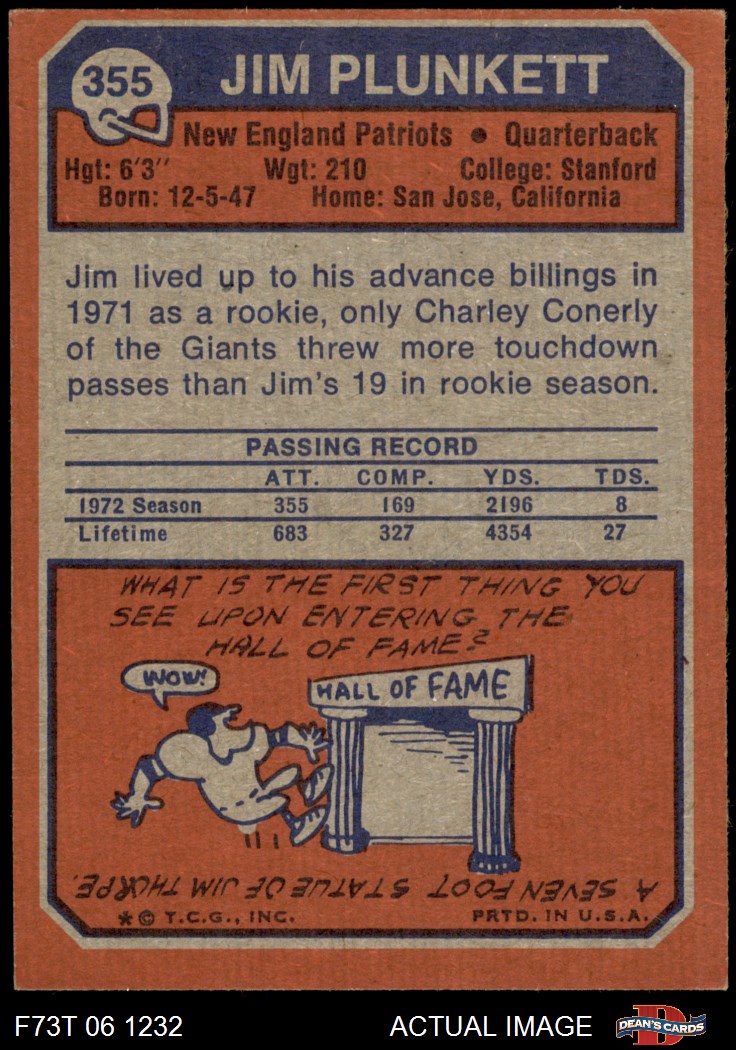 355
JIM PLUNKETT
New England Patriots • Quarterback
Hgt: 6'3" Wgt: 210 College: Stanford
Born: 12-5-47 Home: San Jose, California
Jim lived up to his advance billings in
1971 as a rookie, only Charley Conerly
of the Giants threw more touchdown
passes than Jim's 19 in rookie season.
PASSING RECORD
ATT. COMP. YDS. TDS.
1972 Season 355 169 2196 8
Lifetime 683 327 4354 27
WHAT IS THE FIRST THING YOU
SEE UPON ENTERING THE
HALL OF FAME?
WOW!
HALL OF FAME
A SEVEN FOOT STATUE OF JIM THORPE.
* © T.C.G., INC. PRTD. IN U.S.A.
F73T 06 1232 ACTUAL IMAGE
D
DEAN'S CARDS